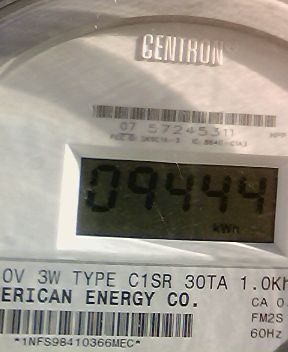 CENTRON®
07 57245311
09444
kWh
0V 3W TYPE C1SR 30TA 1.0Kh
ERICAN ENERGY CO.
CA 0.
FM2S
60Hz
*1NFS98410366MEC*